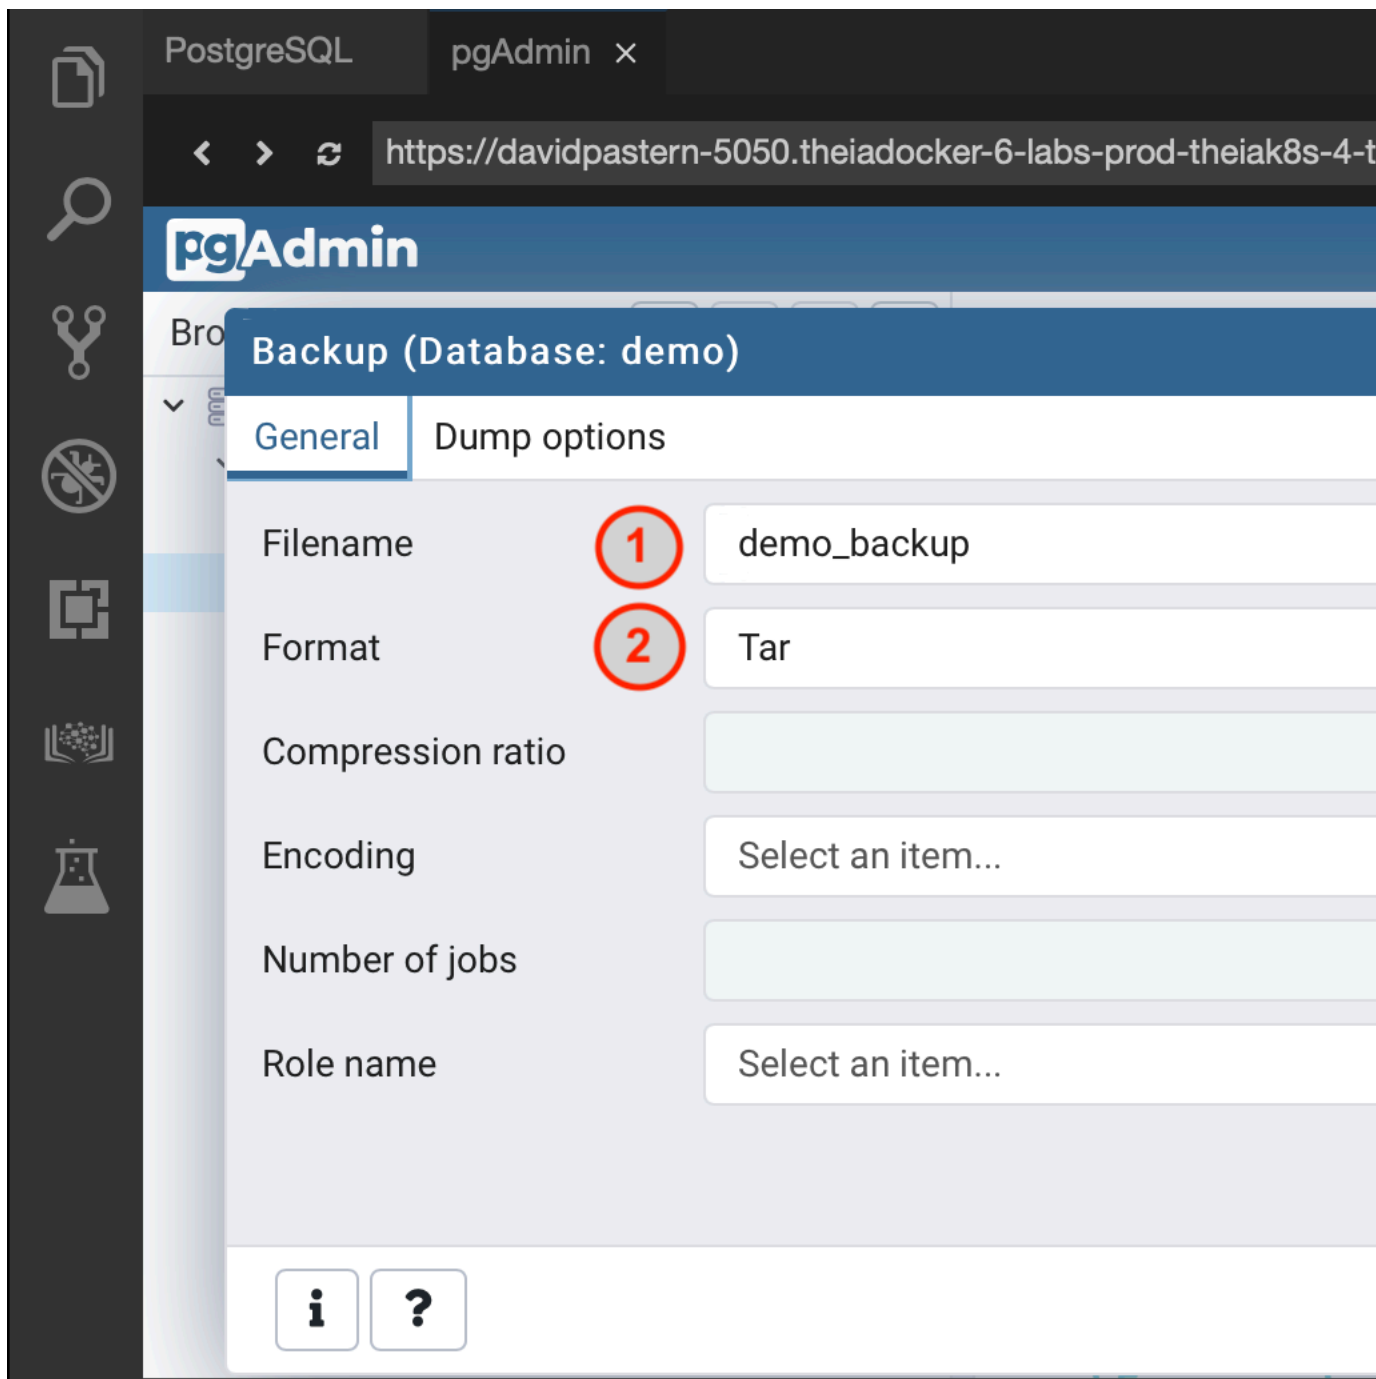 PostgreSQL
pgAdmin ×
https://davidpastern-5050.theiadocker-6-labs-prod-theiak8s-4-t
pgAdmin
Bro
Backup (Database: demo)
General Dump options
Filename 1 demo_backup
Format 2 Tar
Compression ratio
Encoding Select an item...
Number of jobs
Role name Select an item...
i ?